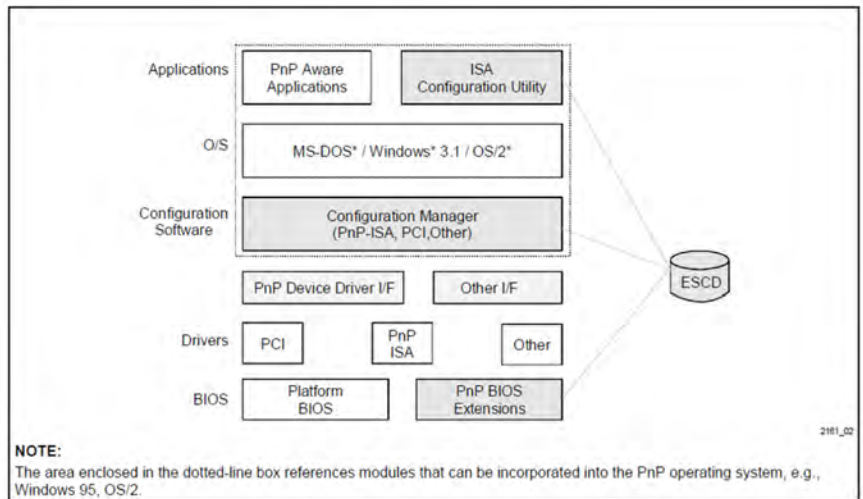 Applications
PnP Aware
Applications
ISA
Configuration Utility
O/S
MS-DOS* / Windows* 3.1 / OS/2*
Configuration
Software
Configuration Manager
(PnP-ISA, PCI,Other)
ESCD
PnP Device Driver I/F
Other I/F
Drivers
PCI
PnP
ISA
Other
BIOS
Platform
BIOS
PnP BIOS
Extensions
2161_02
NOTE:
The area enclosed in the dotted-line box references modules that can be incorporated into the PnP operating system, e.g.,
Windows 95, OS/2.